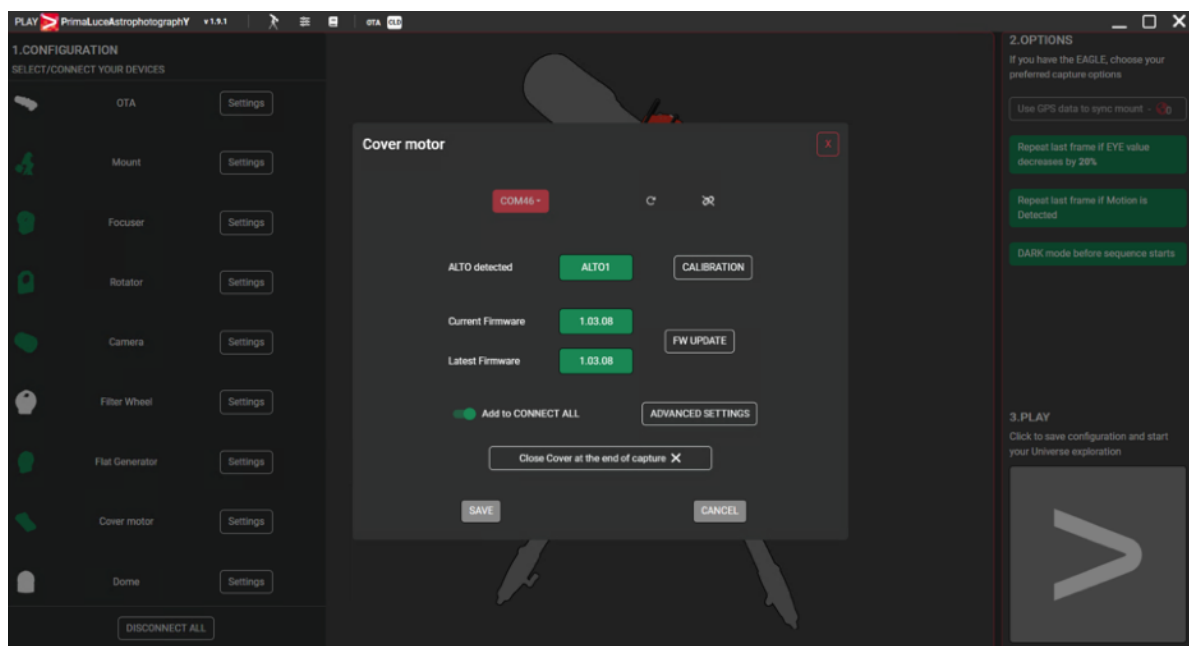 PLAY PrimaLuceAstrophotographY v 1.9.1 OTA CLD
1.CONFIGURATION
SELECT/CONNECT YOUR DEVICES
OTA Settings
Mount Settings
Focuser Settings
Rotator Settings
Camera Settings
Filter Wheel Settings
Flat Generator Settings
Cover motor Settings
Dome Settings
DISCONNECT ALL
Cover motor X
COM46
ALTO detected ALTO1 CALIBRATION
Current Firmware 1.03.08
FW UPDATE
Latest Firmware 1.03.08
Add to CONNECT ALL ADVANCED SETTINGS
Close Cover at the end of capture
SAVE CANCEL
2.OPTIONS
If you have the EAGLE, choose your
preferred capture options
Use GPS data to sync mount -
Repeat last frame if EYE value
decreases by 20%
Repeat last frame if Motion is
Detected
DARK mode before sequence starts
3.PLAY
Click to save configuration and start
your Universe exploration